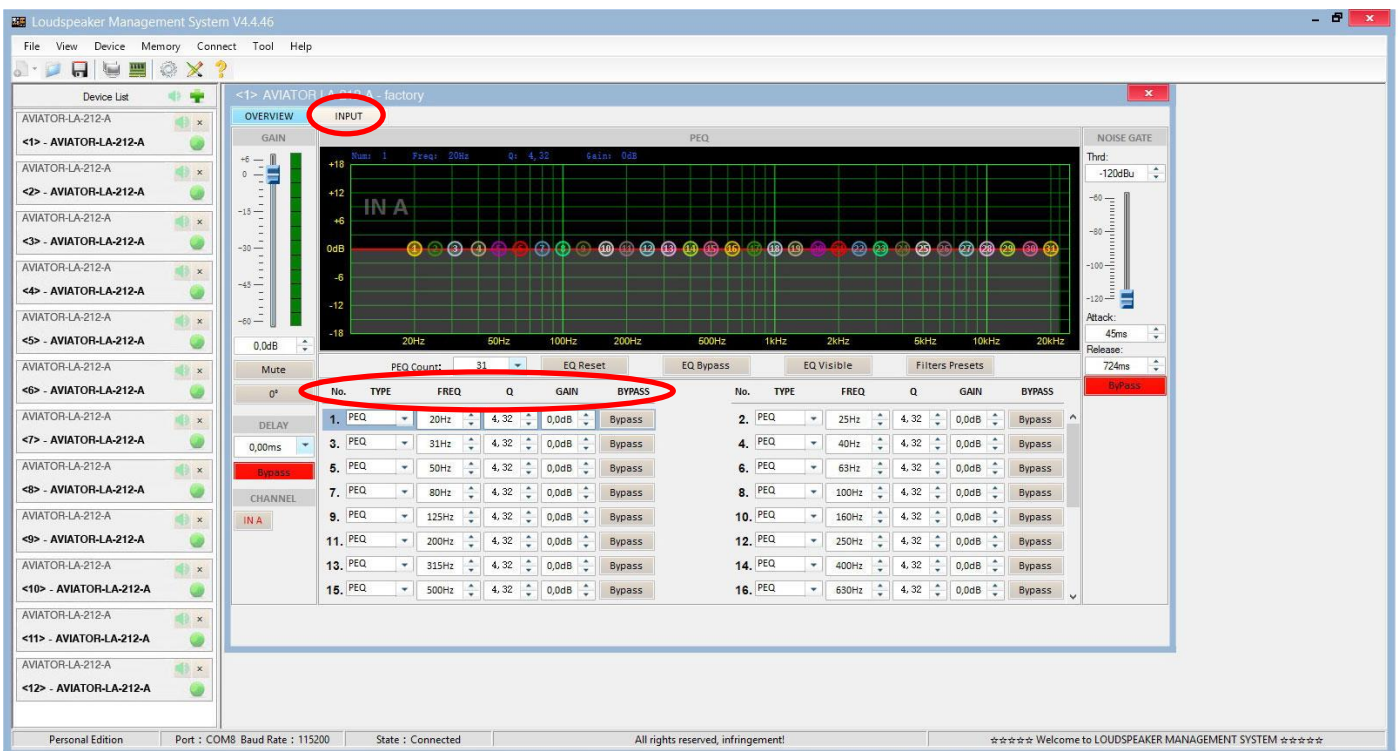 Loudspeaker Management System V4.4.46
File View Device Memory Connect Tool Help
Device List
AVIATOR-LA-212-A
<1> - AVIATOR-LA-212-A
AVIATOR-LA-212-A
<2> - AVIATOR-LA-212-A
AVIATOR-LA-212-A
<3> - AVIATOR-LA-212-A
AVIATOR-LA-212-A
<4> - AVIATOR-LA-212-A
AVIATOR-LA-212-A
<5> - AVIATOR-LA-212-A
AVIATOR-LA-212-A
<6> - AVIATOR-LA-212-A
AVIATOR-LA-212-A
<7> - AVIATOR-LA-212-A
AVIATOR-LA-212-A
<8> - AVIATOR-LA-212-A
AVIATOR-LA-212-A
<9> - AVIATOR-LA-212-A
AVIATOR-LA-212-A
<10> - AVIATOR-LA-212-A
AVIATOR-LA-212-A
<11> - AVIATOR-LA-212-A
AVIATOR-LA-212-A
<12> - AVIATOR-LA-212-A
<1> AVIATOR LA-212-A - factory
OVERVIEW INPUT
GAIN
+6
0
-15
-30
-45
-60
0,0dB
Mute
0°
DELAY
0,00ms
Bypass
CHANNEL
IN A
PEQ
Num: 1 Freq: 20Hz Q: 4,32 Gain: 0dB
IN A
+18
+12
+6
0dB
-6
-12
-18
20Hz 50Hz 100Hz 200Hz 500Hz 1kHz 2kHz 5kHz 10kHz 20kHz
PEQ Count: 31 EQ Reset EQ Bypass EQ Visible Filters Presets
No. TYPE FREQ Q GAIN BYPASS No. TYPE FREQ Q GAIN BYPASS
1. PEQ 20Hz 4,32 0,0dB Bypass 2. PEQ 25Hz 4,32 0,0dB Bypass
3. PEQ 31Hz 4,32 0,0dB Bypass 4. PEQ 40Hz 4,32 0,0dB Bypass
5. PEQ 50Hz 4,32 0,0dB Bypass 6. PEQ 63Hz 4,32 0,0dB Bypass
7. PEQ 80Hz 4,32 0,0dB Bypass 8. PEQ 100Hz 4,32 0,0dB Bypass
9. PEQ 125Hz 4,32 0,0dB Bypass 10. PEQ 160Hz 4,32 0,0dB Bypass
11. PEQ 200Hz 4,32 0,0dB Bypass 12. PEQ 250Hz 4,32 0,0dB Bypass
13. PEQ 315Hz 4,32 0,0dB Bypass 14. PEQ 400Hz 4,32 0,0dB Bypass
15. PEQ 500Hz 4,32 0,0dB Bypass 16. PEQ 630Hz 4,32 0,0dB Bypass
NOISE GATE
Thrd:
-120dBu
-60
-80
-100
-120
Attack:
45ms
Release:
724ms
ByPass
Personal Edition Port : COM8 Baud Rate : 115200 State : Connected All rights reserved, infringement! ☆☆☆☆☆ Welcome to LOUDSPEAKER MANAGEMENT SYSTEM ☆☆☆☆☆